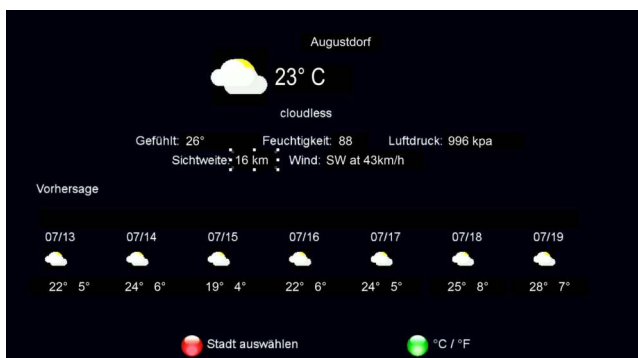 Augustdorf
23° C
cloudless
Gefühlt: 26° Feuchtigkeit: 88 Luftdruck: 996 kpa
Sichtweite: 16 km Wind: SW at 43km/h
Vorhersage
07/13 07/14 07/15 07/16 07/17 07/18 07/19
22° 5° 24° 6° 19° 4° 22° 6° 24° 5° 25° 8° 28° 7°
Stadt auswählen °C / °F